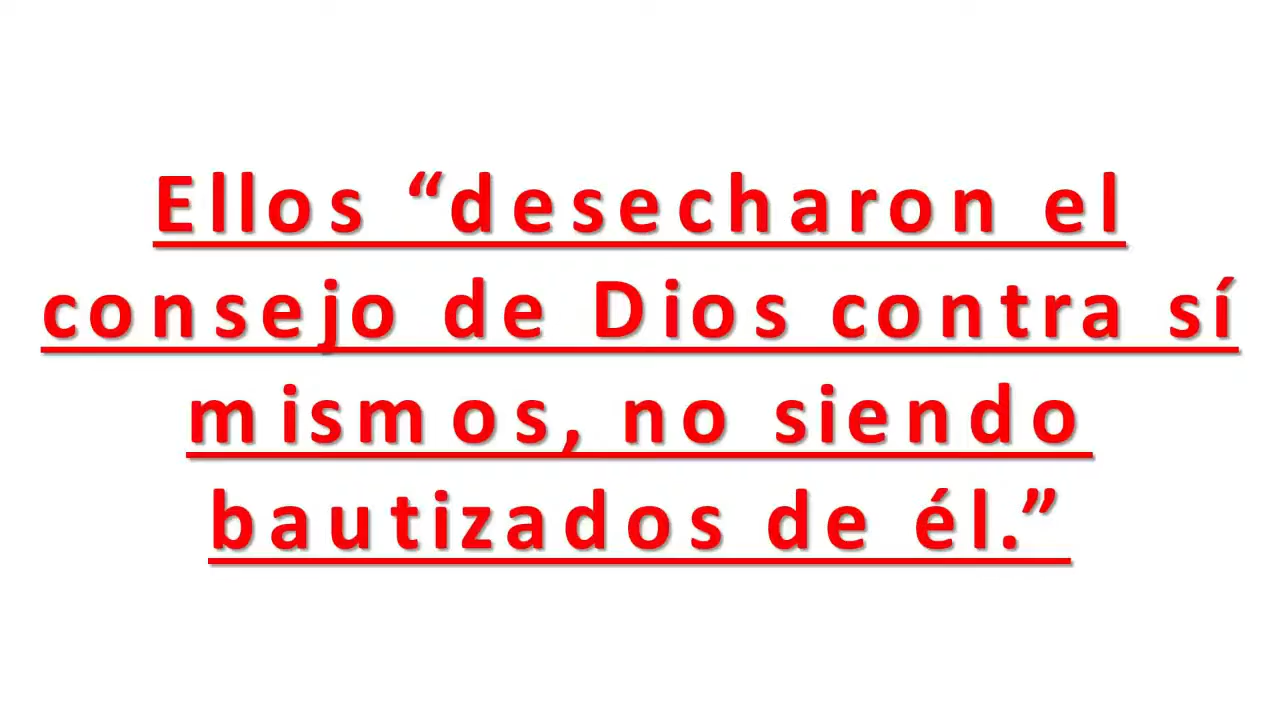 Ellos “desecharon el
consejo de Dios contra sí
mismos, no siendo
bautizados de él.”